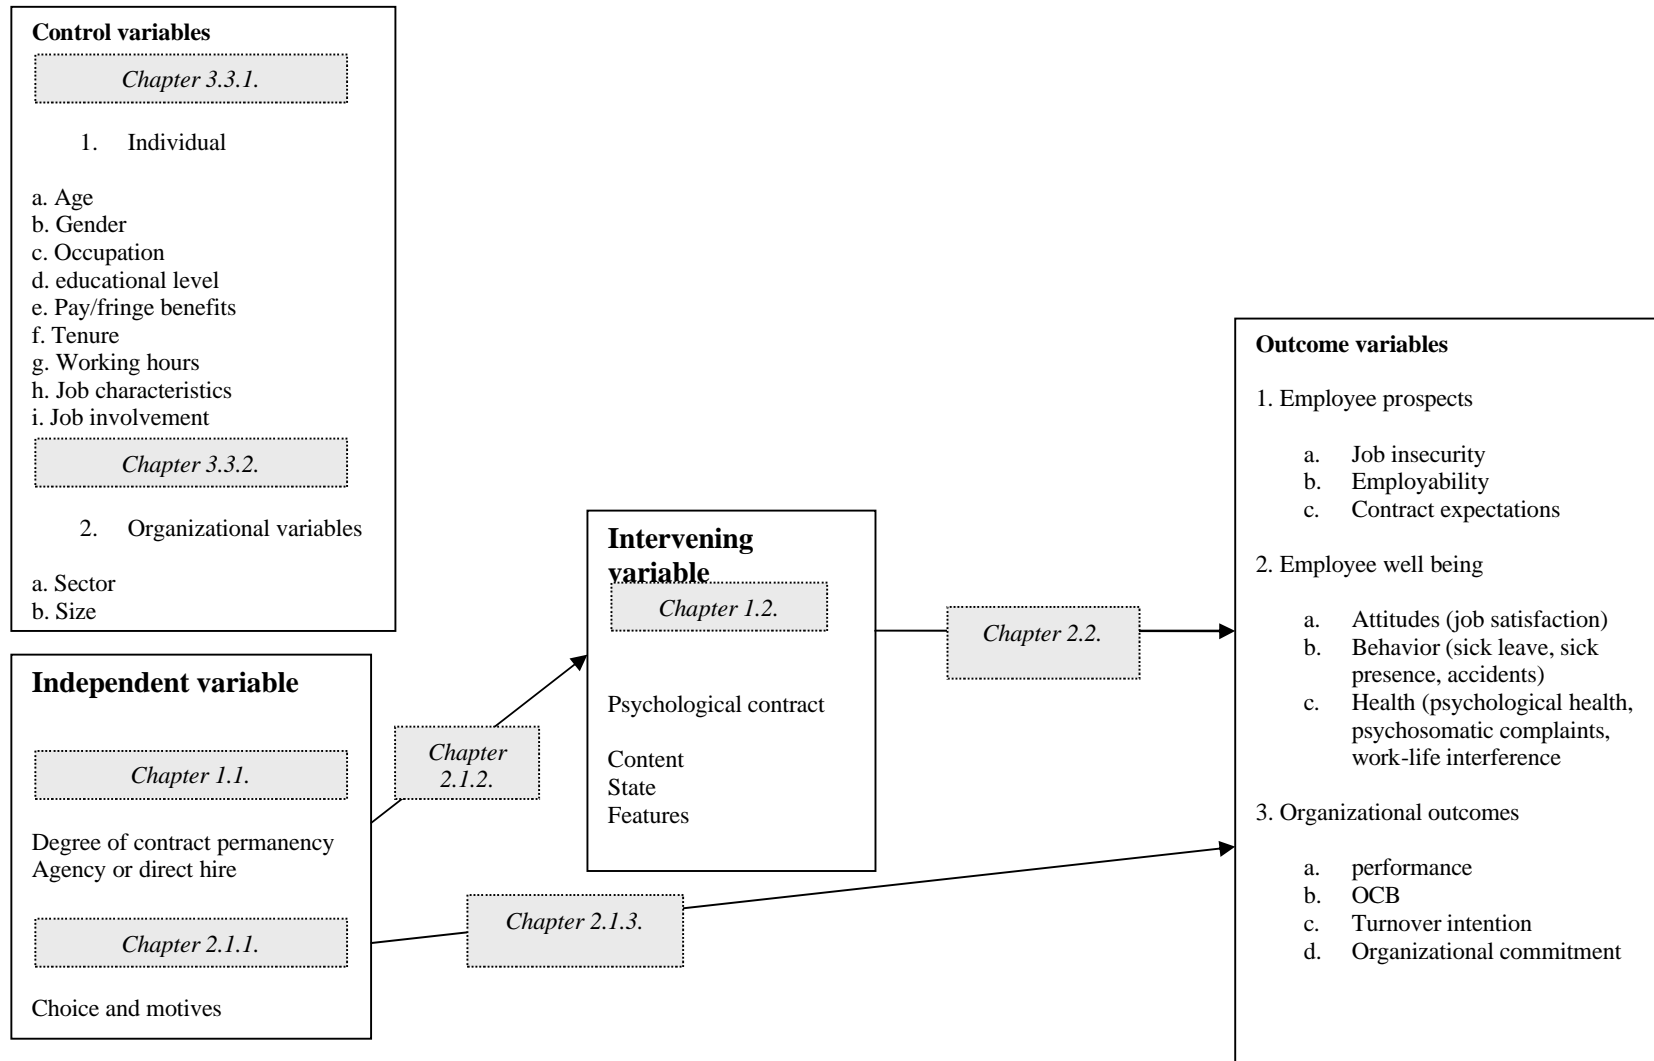 Control variables
Chapter 3.3.1.
1. Individual
a. Age
b. Gender
c. Occupation
d. educational level
e. Pay/fringe benefits
f. Tenure
g. Working hours
h. Job characteristics
i. Job involvement
Chapter 3.3.2.
2. Organizational variables
a. Sector
b. Size
Independent variable
Chapter 1.1.
Degree of contract permanency
Agency or direct hire
Chapter 2.1.1.
Choice and motives
Chapter
2.1.2.
Chapter 2.1.3.
Intervening
variable
Chapter 1.2.
Psychological contract
Content
State
Features
Chapter 2.2.
Outcome variables
1. Employee prospects
a. Job insecurity
b. Employability
c. Contract expectations
2. Employee well being
a. Attitudes (job satisfaction)
b. Behavior (sick leave, sick
presence, accidents)
c. Health (psychological health,
psychosomatic complaints,
work-life interference
3. Organizational outcomes
a. performance
b. OCB
c. Turnover intention
d. Organizational commitment